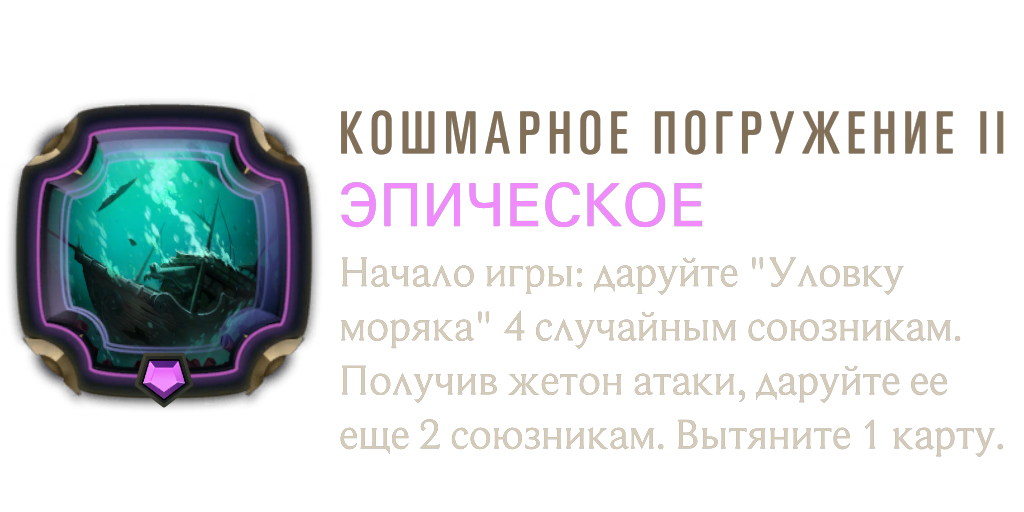 КОШМАРНОЕ ПОГРУЖЕНИЕ II
ЭПИЧЕСКОЕ
Начало игры: даруйте "Уловку
моряка" 4 случайным союзникам.
Получив жетон атаки, даруйте ее
еще 2 союзникам. Вытяните 1 карту.